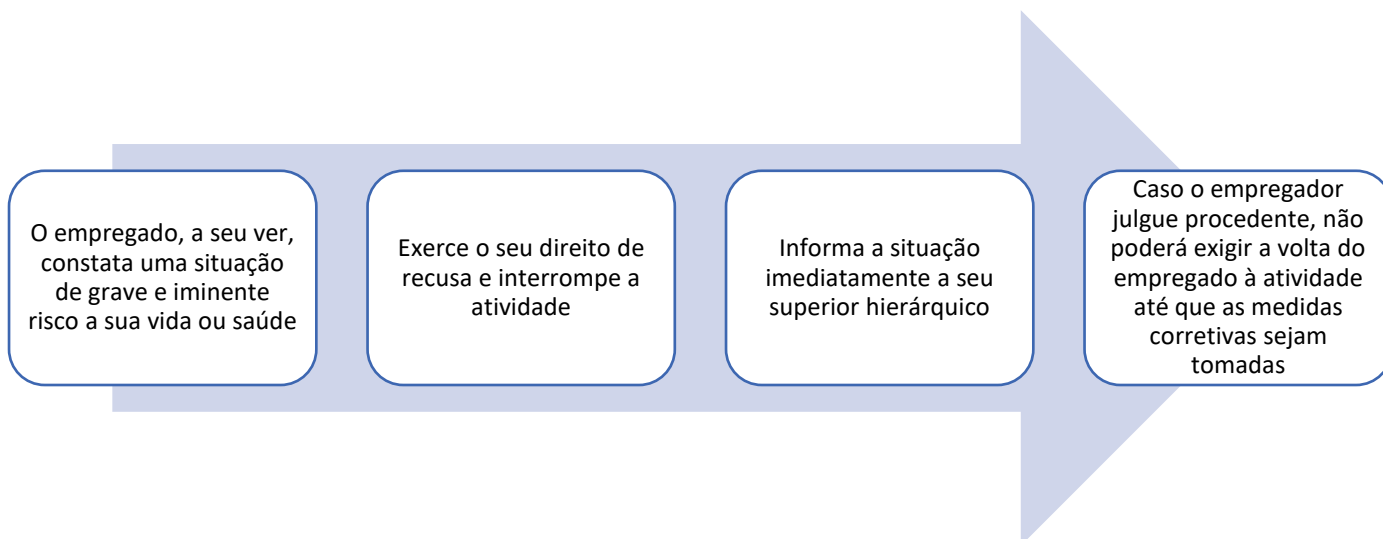 O empregado, a seu ver,
constata uma situação
de grave e iminente
risco a sua vida ou saúde
Exerce o seu direito de
recusa e interrompe a
atividade
Informa a situação
imediatamente a seu
superior hierárquico
Caso o empregador
julgue procedente, não
poderá exigir a volta do
empregado à atividade
até que as medidas
corretivas sejam
tomadas